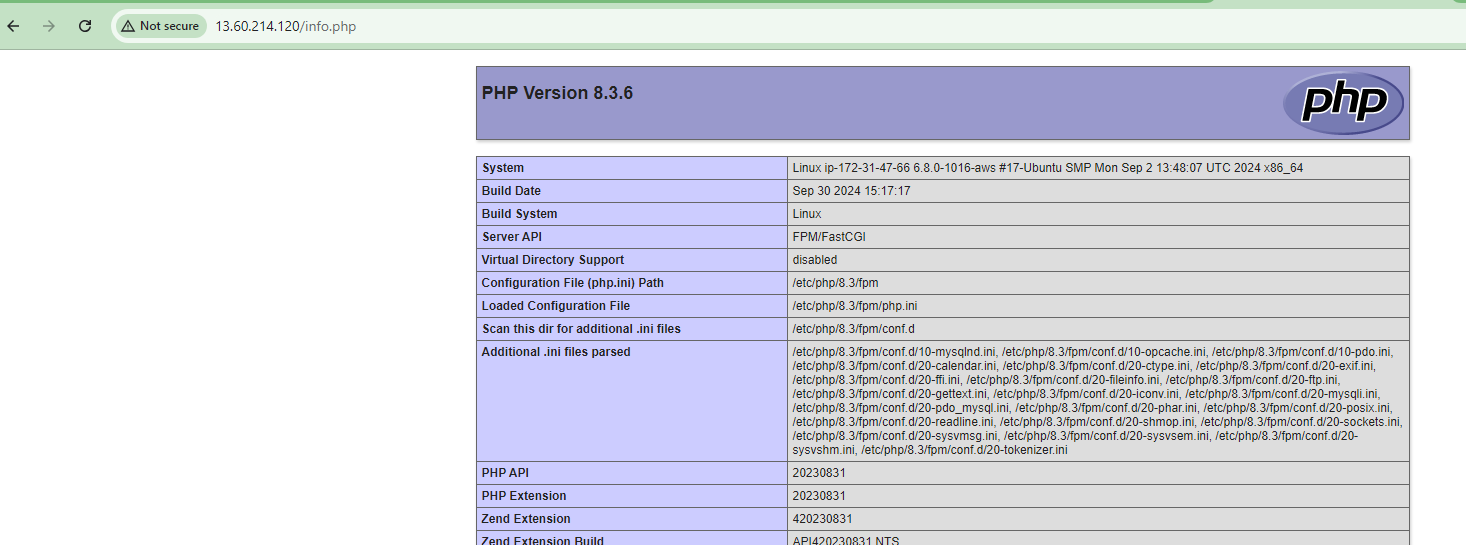 Not secure 13.60.214.120/info.php
PHP Version 8.3.6
php
System Linux ip-172-31-47-66 6.8.0-1016-aws #17-Ubuntu SMP Mon Sep 2 13:48:07 UTC 2024 x86_64
Build Date Sep 30 2024 15:17:17
Build System Linux
Server API FPM/FastCGI
Virtual Directory Support disabled
Configuration File (php.ini) Path /etc/php/8.3/fpm
Loaded Configuration File /etc/php/8.3/fpm/php.ini
Scan this dir for additional .ini files /etc/php/8.3/fpm/conf.d
Additional .ini files parsed /etc/php/8.3/fpm/conf.d/10-mysqlnd.ini, /etc/php/8.3/fpm/conf.d/10-opcache.ini, /etc/php/8.3/fpm/conf.d/10-pdo.ini,
/etc/php/8.3/fpm/conf.d/20-calendar.ini, /etc/php/8.3/fpm/conf.d/20-ctype.ini, /etc/php/8.3/fpm/conf.d/20-exif.ini,
/etc/php/8.3/fpm/conf.d/20-ffi.ini, /etc/php/8.3/fpm/conf.d/20-fileinfo.ini, /etc/php/8.3/fpm/conf.d/20-ftp.ini,
/etc/php/8.3/fpm/conf.d/20-gettext.ini, /etc/php/8.3/fpm/conf.d/20-iconv.ini, /etc/php/8.3/fpm/conf.d/20-mysqli.ini,
/etc/php/8.3/fpm/conf.d/20-pdo_mysql.ini, /etc/php/8.3/fpm/conf.d/20-phar.ini, /etc/php/8.3/fpm/conf.d/20-posix.ini,
/etc/php/8.3/fpm/conf.d/20-readline.ini, /etc/php/8.3/fpm/conf.d/20-shmop.ini, /etc/php/8.3/fpm/conf.d/20-sockets.ini,
/etc/php/8.3/fpm/conf.d/20-sysvmsg.ini, /etc/php/8.3/fpm/conf.d/20-sysvsem.ini, /etc/php/8.3/fpm/conf.d/20-
sysvshm.ini, /etc/php/8.3/fpm/conf.d/20-tokenizer.ini
PHP API 20230831
PHP Extension 20230831
Zend Extension 420230831
Zend Extension Build API420230831,NTS